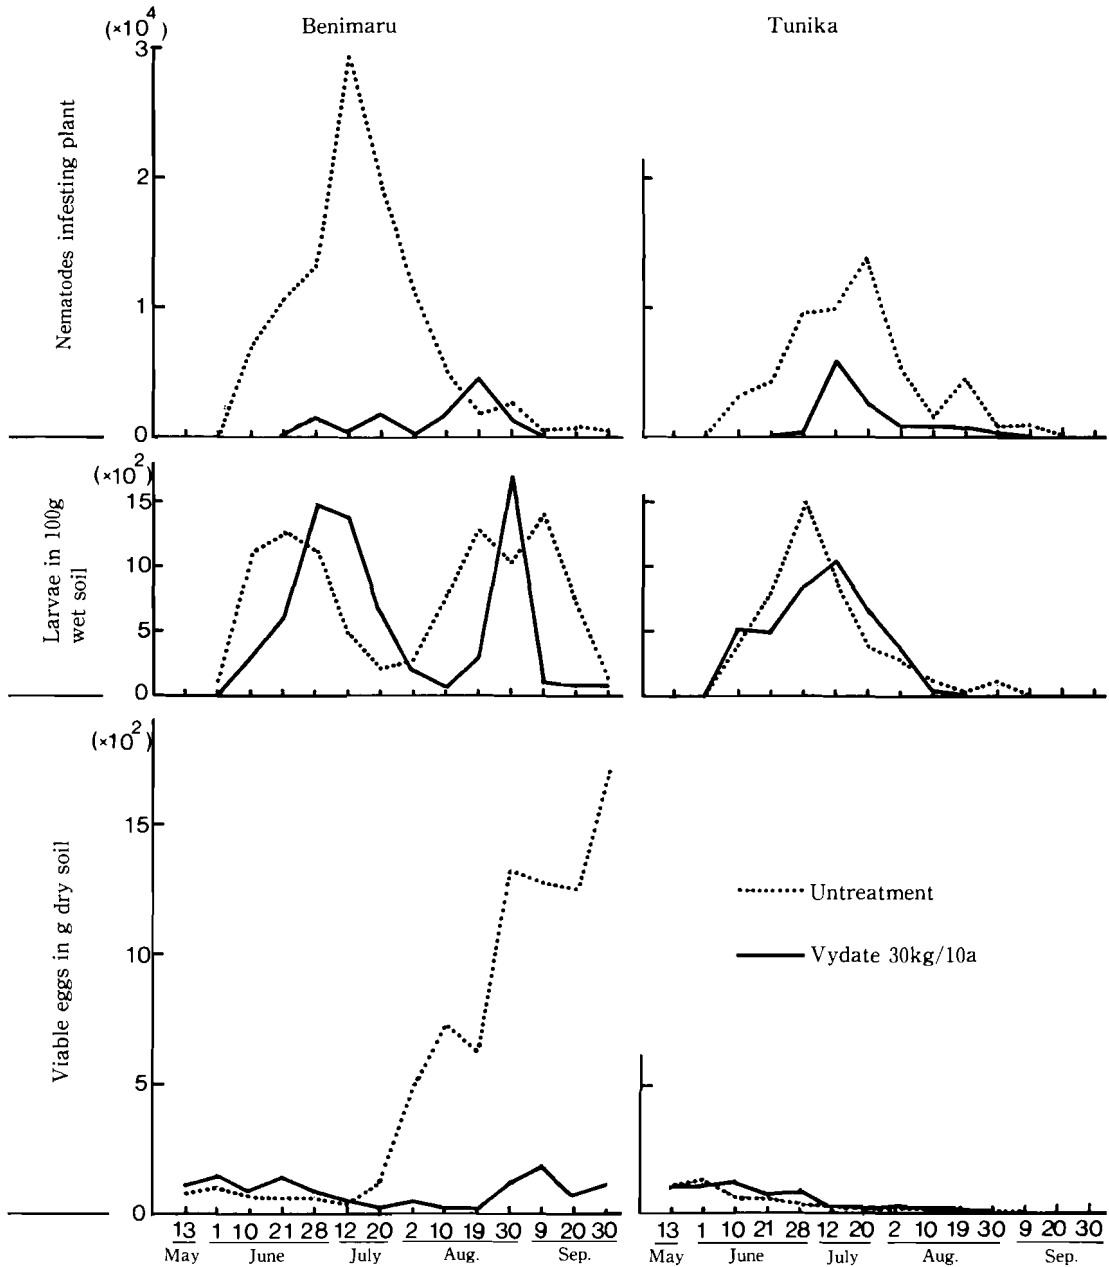 Benimaru
Tunika
(×10⁴)
3
2
1
0
Nematodes infesting plant
(×10²)
15
10
5
0
Larvae in 100g
wet soil
(×10²)
15
10
5
0
Viable eggs in g dry soil
Untreatment
Vydate 30kg/10a
13 1 10 21 28 12 20 2 10 19 30 9 20 30
May June July Aug. Sep.
13 1 10 21 28 12 20 2 10 19 30 9 20 30
May June July Aug. Sep.